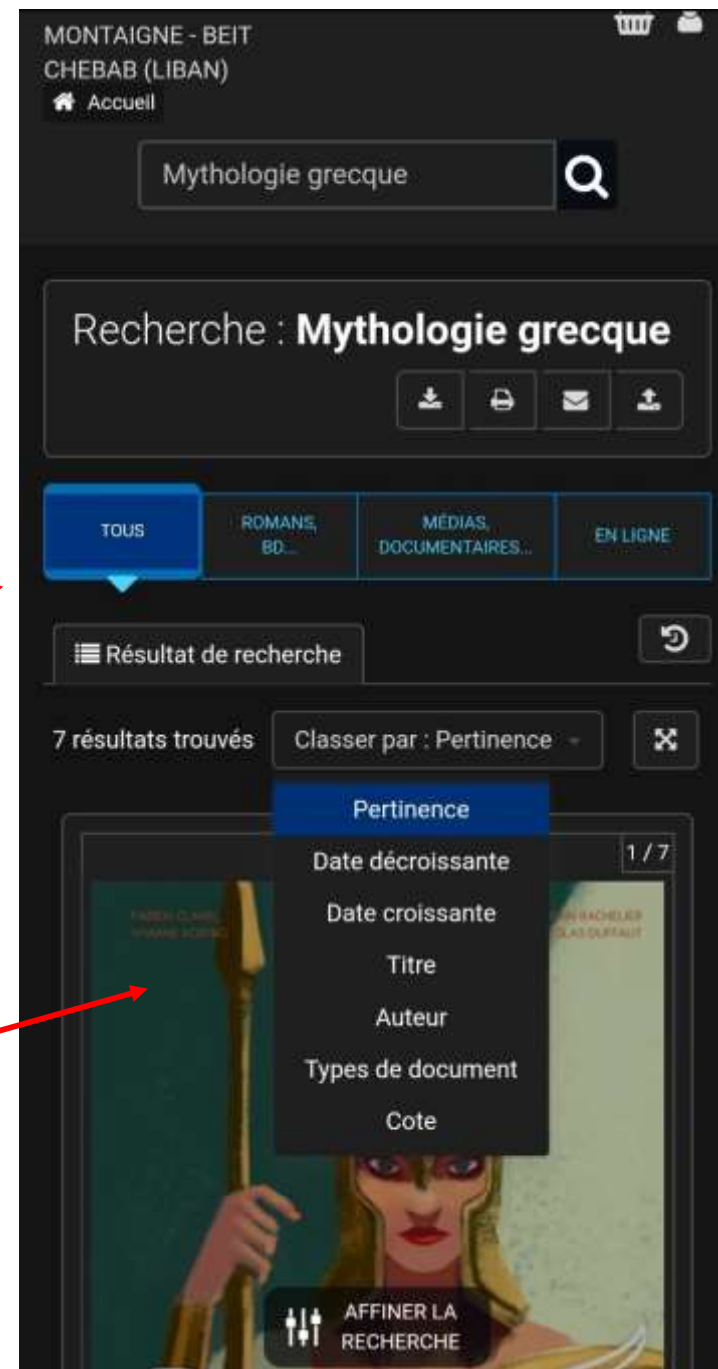 MONTAIGNE - BEIT
CHEBAB (LIBAN)
Accueil
Mythologie grecque
Recherche : Mythologie grecque
TOUS
ROMANS,
BD...
MÉDIAS,
DOCUMENTAIRES...
EN LIGNE
Résultat de recherche
7 résultats trouvés
Classer par : Pertinence
Pertinence
1 / 7
Date décroissante
Date croissante
Titre
Auteur
Types de document
Cote
AFFINER LA
RECHERCHE